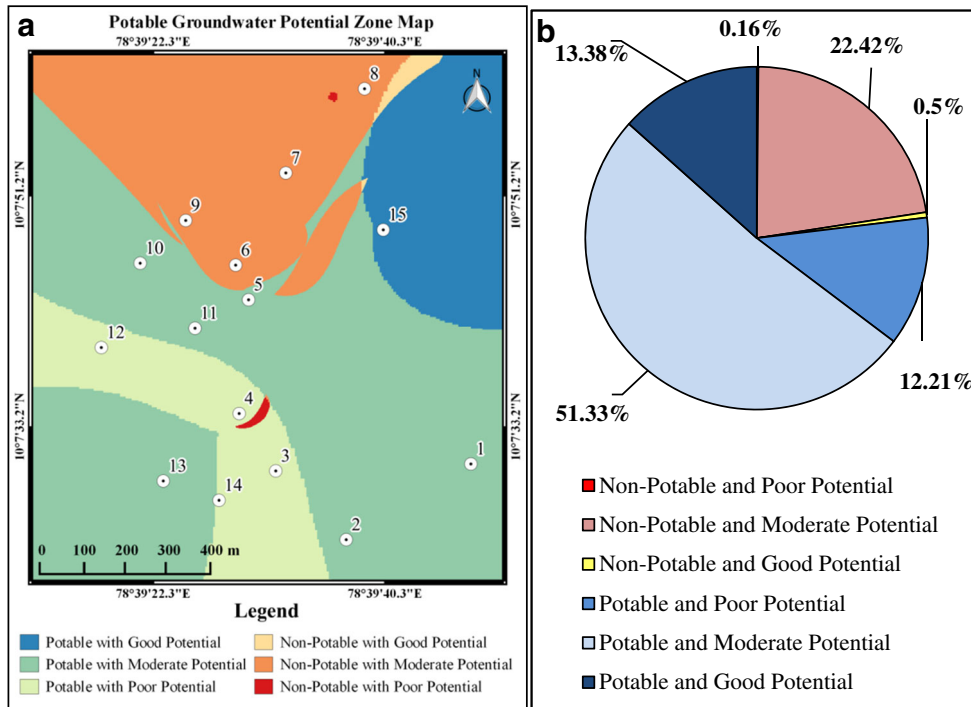 a
Potable Groundwater Potential Zone Map
78°39'22.3"E 78°39'40.3"E
N
8
7
10°7'51.2"N 10°7'51.2"N
9
15
10
6
5
11
12
4
10°7'33.2"N 10°7'33.2"N
3
1
13
14
2
0 100 200 300 400 m
78°39'22.3"E 78°39'40.3"E
Legend
Potable with Good Potential
Potable with Moderate Potential
Potable with Poor Potential
Non-Potable with Good Potential
Non-Potable with Moderate Potential
Non-Potable with Poor Potential
b
0.16%
22.42%
13.38%
0.5%
12.21%
51.33%
Non-Potable and Poor Potential
Non-Potable and Moderate Potential
Non-Potable and Good Potential
Potable and Poor Potential
Potable and Moderate Potential
Potable and Good Potential